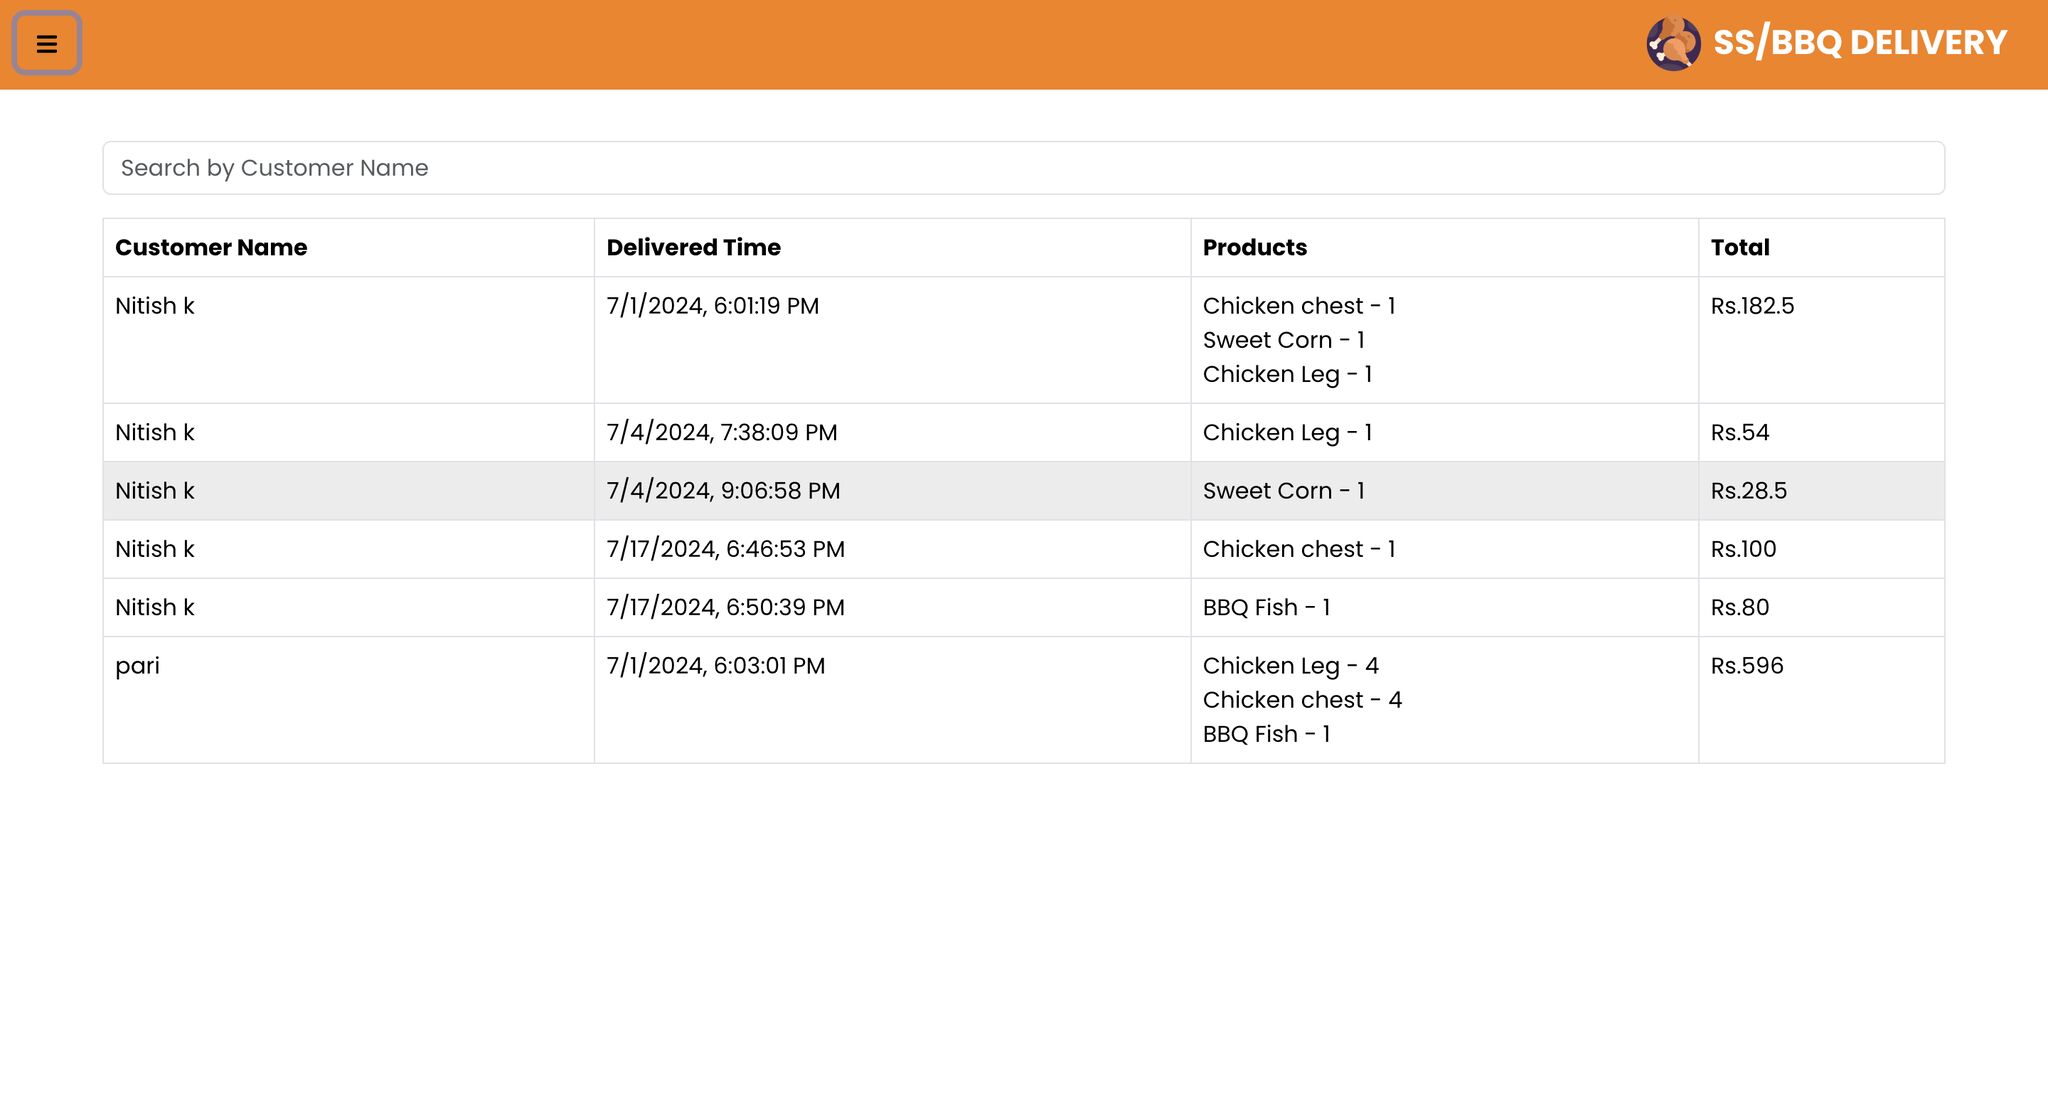 SS/BBQ DELIVERY
Search by Customer Name
Customer Name Delivered Time Products Total
Nitish k 7/1/2024, 6:01:19 PM Chicken chest - 1 Rs.182.5
Sweet Corn - 1
Chicken Leg - 1
Nitish k 7/4/2024, 7:38:09 PM Chicken Leg - 1 Rs.54
Nitish k 7/4/2024, 9:06:58 PM Sweet Corn - 1 Rs.28.5
Nitish k 7/17/2024, 6:46:53 PM Chicken chest - 1 Rs.100
Nitish k 7/17/2024, 6:50:39 PM BBQ Fish - 1 Rs.80
pari 7/1/2024, 6:03:01 PM Chicken Leg - 4 Rs.596
Chicken chest - 4
BBQ Fish - 1